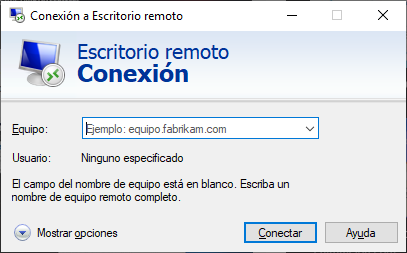 Conexión a Escritorio remoto
Escritorio remoto
Conexión
Equipo:
Ejemplo: equipo.fabrikam.com
Usuario:
Ninguno especificado
El campo del nombre de equipo está en blanco. Escriba un
nombre de equipo remoto completo.
Mostrar opciones
Conectar
Ayuda